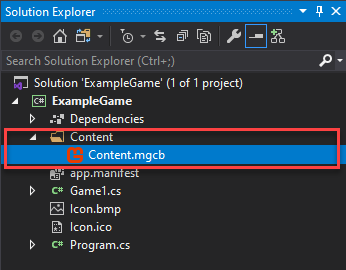 Solution Explorer
Search Solution Explorer (Ctrl+;)
Solution 'ExampleGame' (1 of 1 project)
C# ExampleGame
Dependencies
Content
Content.mgcb
app.manifest
C# Game1.cs
Icon.bmp
Icon.ico
C# Program.cs